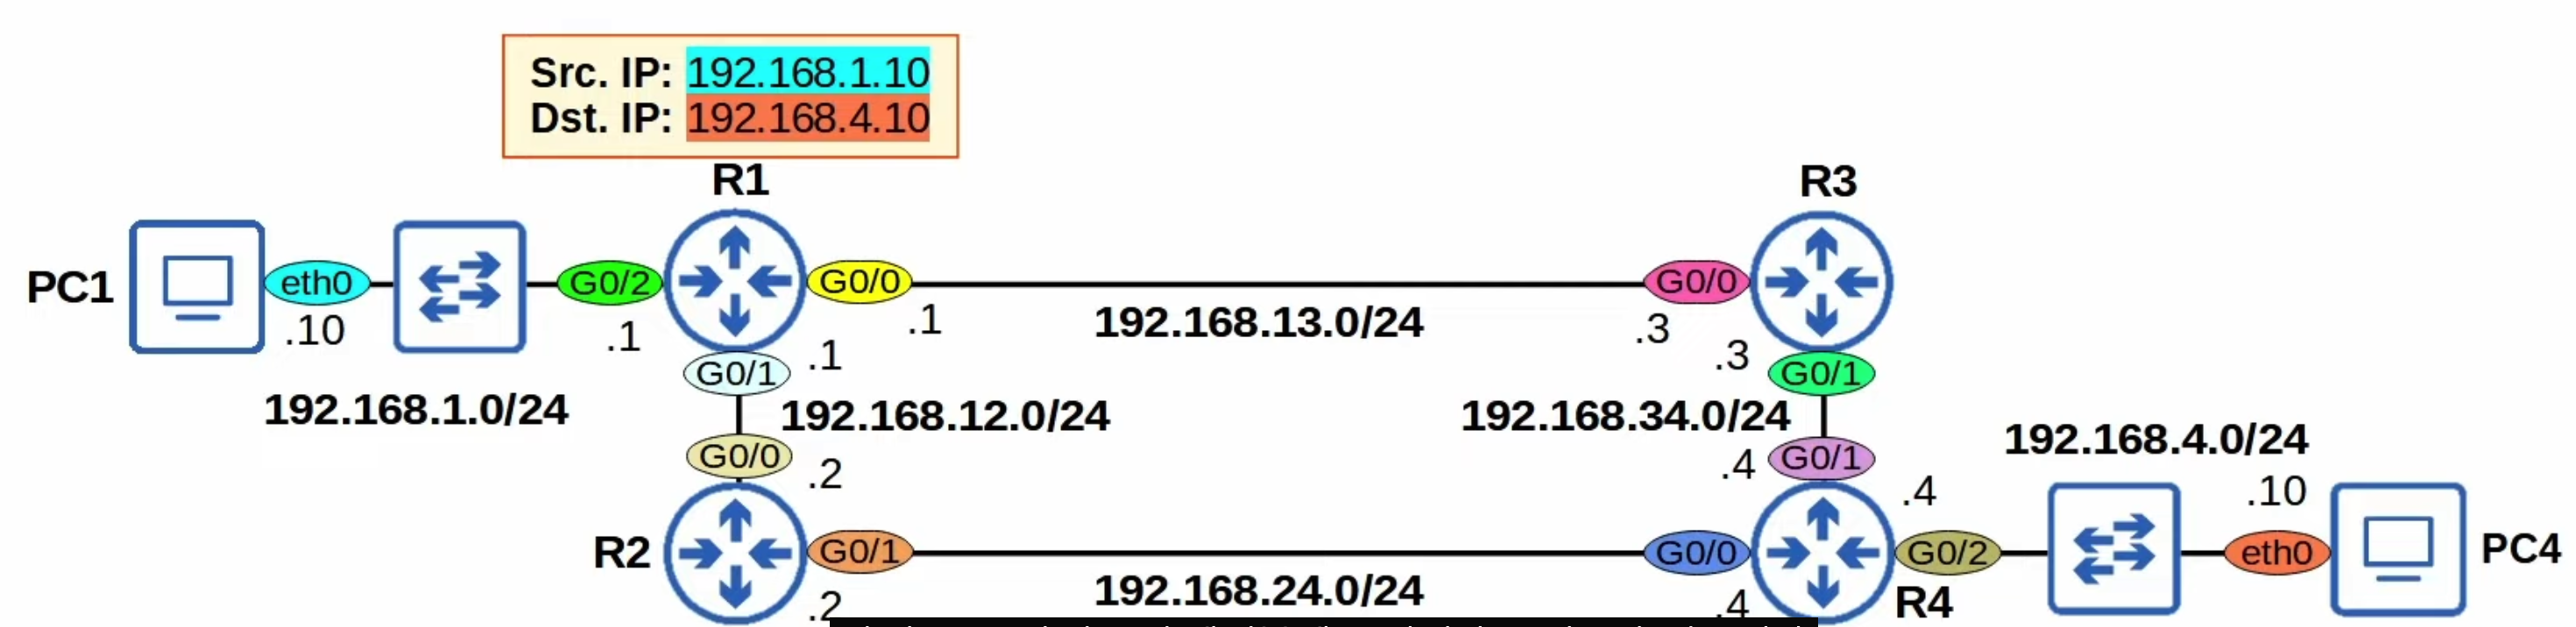 Src. IP: 192.168.1.10
Dst. IP: 192.168.4.10
R1
R3
PC1
eth0
G0/2
G0/0
G0/0
.10
.1
.1
192.168.13.0/24
.3
.1
.3
G0/1
G0/1
192.168.1.0/24
192.168.12.0/24
192.168.34.0/24
192.168.4.0/24
G0/0
.2
.4
G0/1
.4
.10
R2
G0/1
G0/0
G0/2
eth0
PC4
.2
192.168.24.0/24
.4
R4